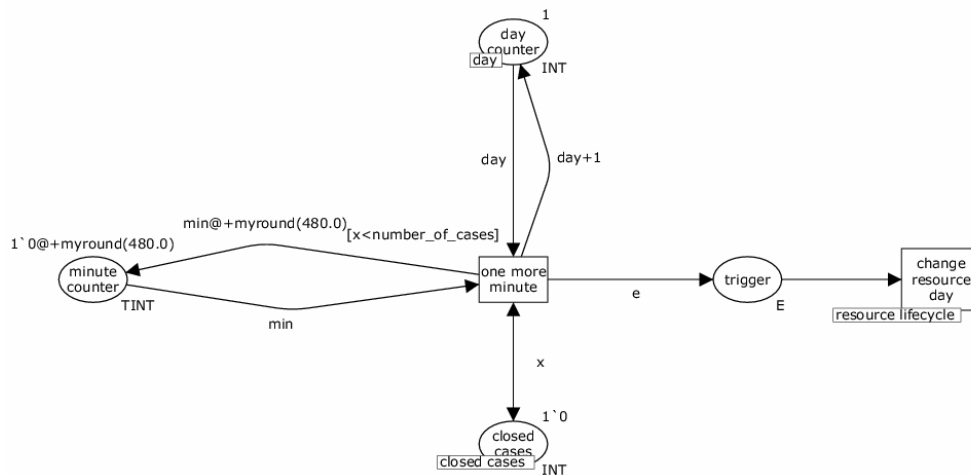 1
day
counter
day
INT
day
day+1
min@+myround(480.0)
[x<number_of_cases]
1`0@+myround(480.0)
minute
counter
TINT
min
one more
minute
e
trigger
E
change
resource
day
resource lifecycle
x
1`0
closed
cases
closed cases
INT